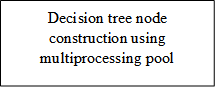 Decision tree node
construction using
multiprocessing pool